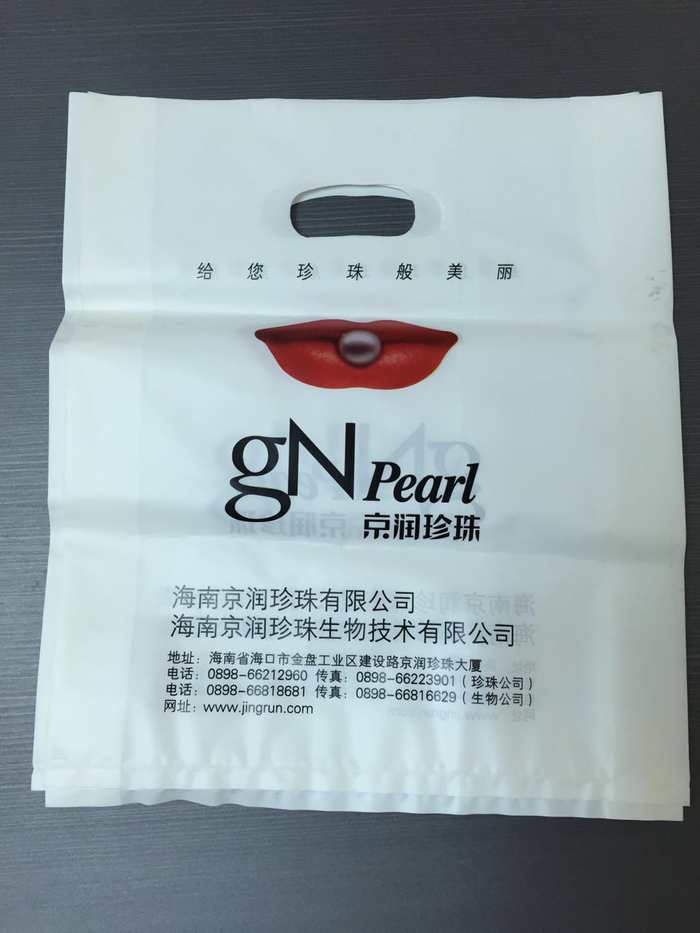 给您珍珠般美丽
gN Pearl
京润珍珠
海南京润珍珠有限公司
海南京润珍珠生物技术有限公司
地址：海南省海口市金盘工业区建设路京润珍珠大厦
电话：0898-66212960 传真：0898-66223901（珍珠公司）
电话：0898-66818681 传真：0898-66816629（生物公司）
网址：www.jingrun.com